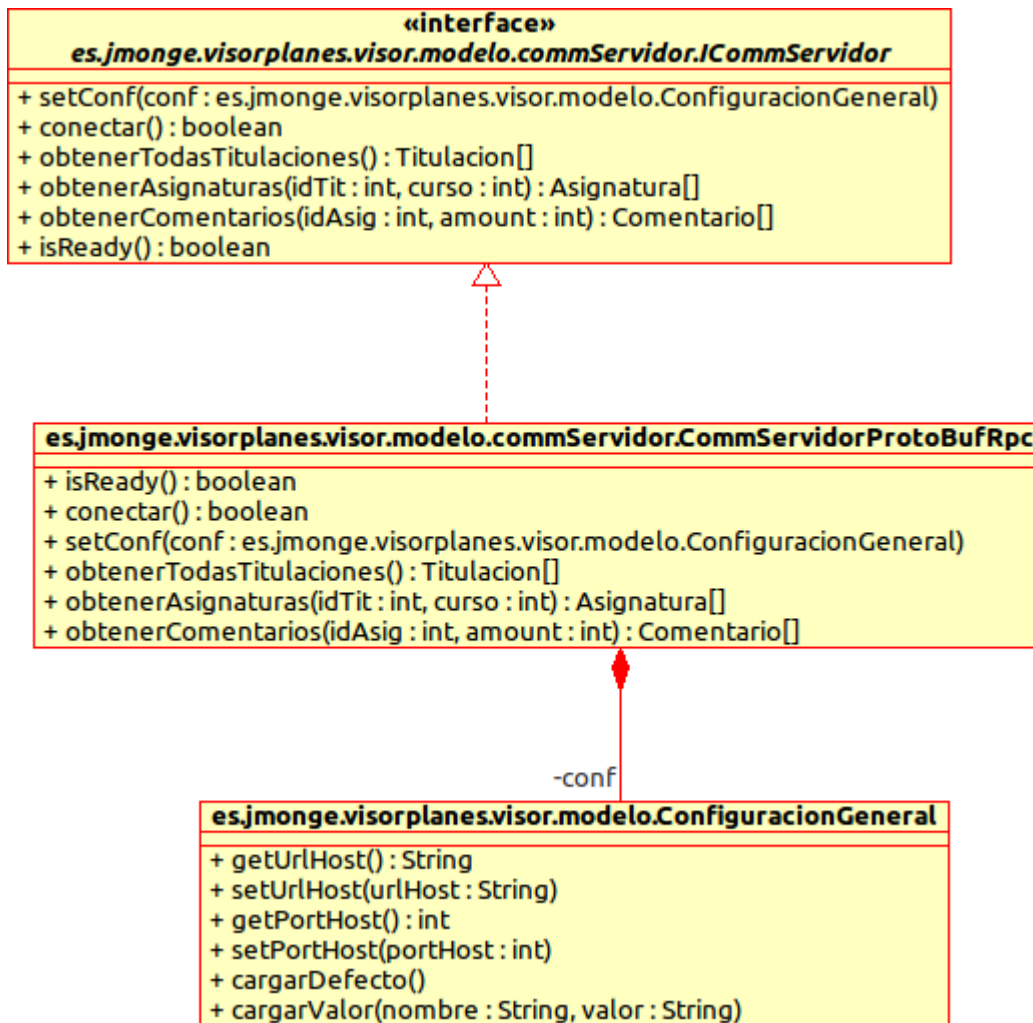 «interface»
es.jmonge.visorplanes.visor.modelo.commServidor.ICommServidor
+ setConf(conf : es.jmonge.visorplanes.visor.modelo.ConfiguracionGeneral)
+ conectar() : boolean
+ obtenerTodasTitulaciones() : Titulacion[]
+ obtenerAsignaturas(idTit : int, curso : int) : Asignatura[]
+ obtenerComentarios(idAsig : int, amount : int) : Comentario[]
+ isReady() : boolean
es.jmonge.visorplanes.visor.modelo.commServidor.CommServidorProtoBufRpc
+ isReady() : boolean
+ conectar() : boolean
+ setConf(conf : es.jmonge.visorplanes.visor.modelo.ConfiguracionGeneral)
+ obtenerTodasTitulaciones() : Titulacion[]
+ obtenerAsignaturas(idTit : int, curso : int) : Asignatura[]
+ obtenerComentarios(idAsig : int, amount : int) : Comentario[]
-conf
es.jmonge.visorplanes.visor.modelo.ConfiguracionGeneral
+ getUrlHost() : String
+ setUrlHost(urlHost : String)
+ getPortHost() : int
+ setPortHost(portHost : int)
+ cargarDefecto()
+ cargarValor(nombre : String, valor : String)